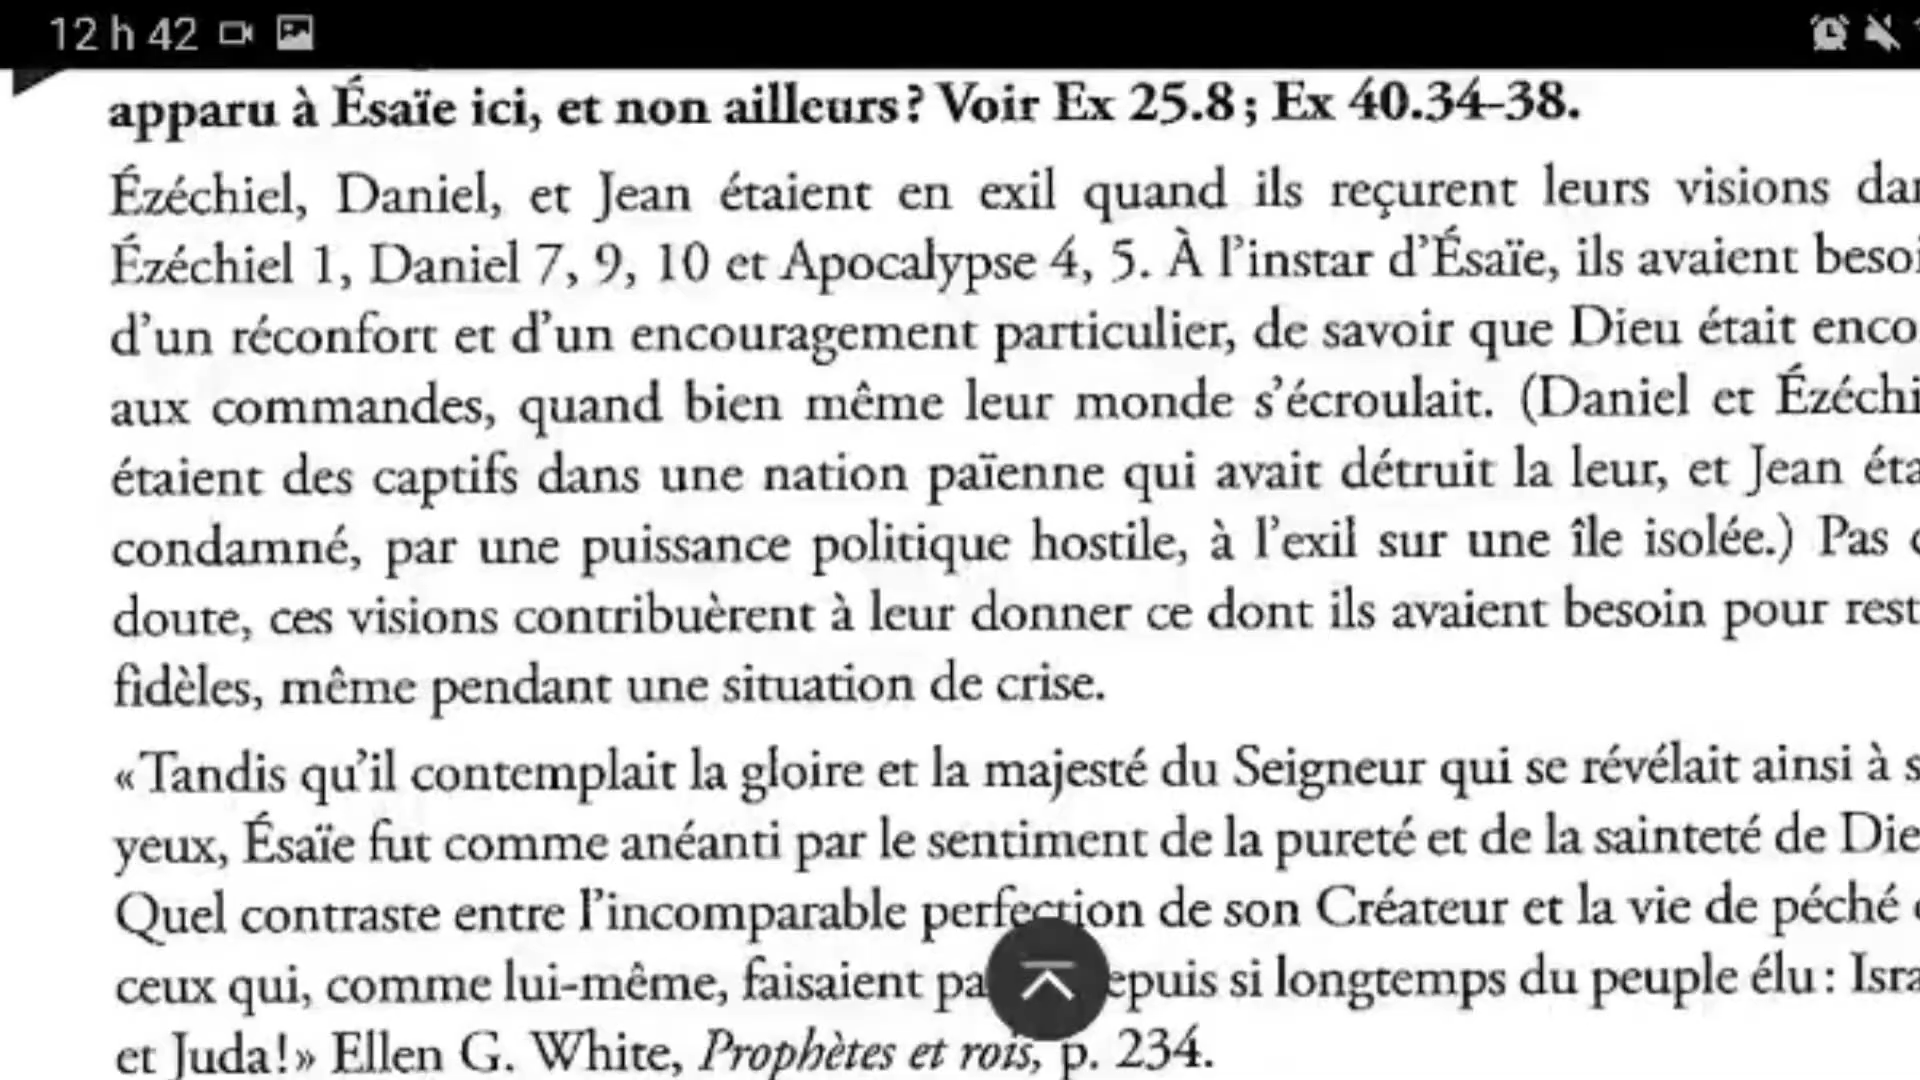 12 h 42
apparu à Ésaïe ici, et non ailleurs? Voir Ex 25.8; Ex 40.34-38.
Ézéchiel, Daniel, et Jean étaient en exil quand ils reçurent leurs visions
Ézéchiel 1, Daniel 7, 9, 10 et Apocalypse 4, 5. À l’instar d’Ésaïe, ils avaient
d’un réconfort et d’un encouragement particulier, de savoir que Dieu était
aux commandes, quand bien même leur monde s’écroulait. (Daniel et
étaient des captifs dans une nation païenne qui avait détruit la leur, et Jean
condamné, par une puissance politique hostile, à l’exil sur une île isolée.) Pas
doute, ces visions contribuèrent à leur donner ce dont ils avaient besoin pour
fidèles, même pendant une situation de crise.
«Tandis qu’il contemplait la gloire et la majesté du Seigneur qui se révélait ainsi à
yeux, Ésaïe fut comme anéanti par le sentiment de la pureté et de la sainteté de
Quel contraste entre l’incomparable perfection de son Créateur et la vie de péché
ceux qui, comme lui-même, faisaient si longtemps du peuple élu:
et Juda!» Ellen G. White, Prophètes et rois, p. 234.